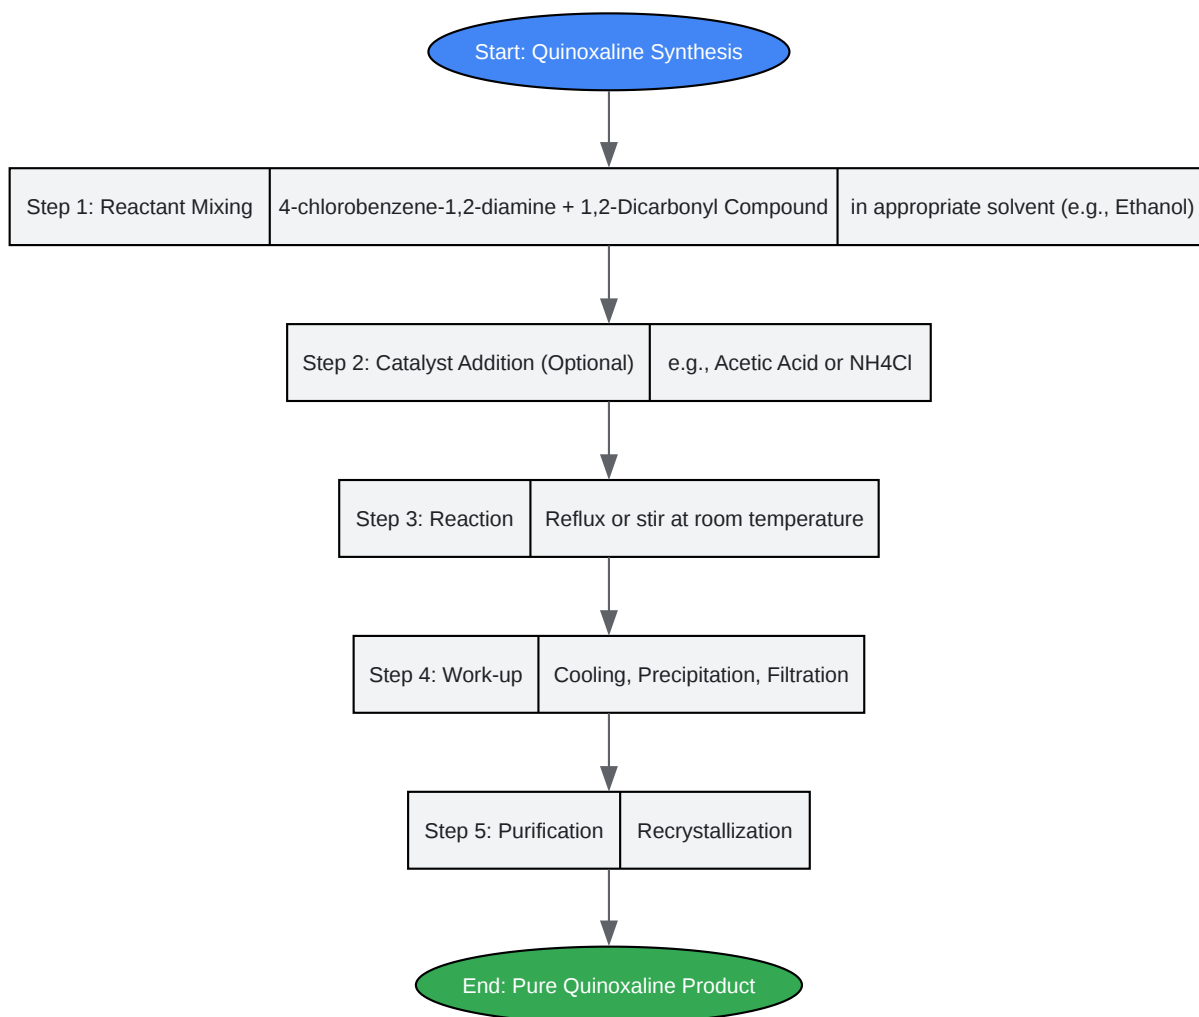 Start: Quinoxaline Synthesis
Step 1: Reactant Mixing
4-chlorobenzene-1,2-diamine + 1,2-Dicarbonyl Compound
in appropriate solvent (e.g., Ethanol)
Step 2: Catalyst Addition (Optional)
e.g., Acetic Acid or NH4Cl
Step 3: Reaction
Reflux or stir at room temperature
Step 4: Work-up
Cooling, Precipitation, Filtration
Step 5: Purification
Recrystallization
End: Pure Quinoxaline Product